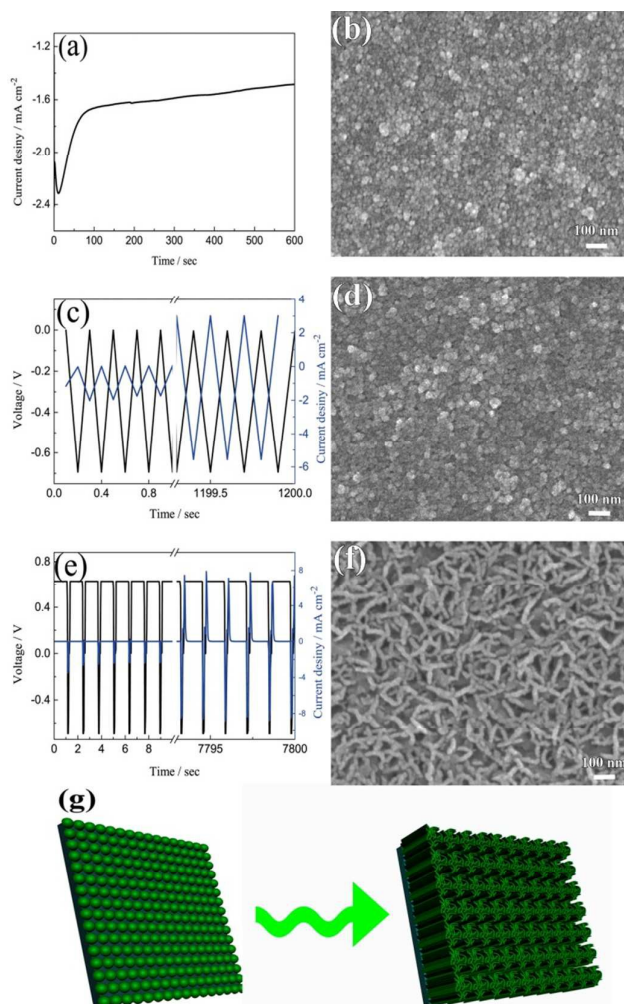 (a)
Current desiny / mA cm⁻²
-1.2
-1.6
-2.0
-2.4
0 100 200 300 400 500 600
Time / sec
(b)
100 nm
(c)
Voltage / V
0.0
-0.2
-0.4
-0.6
4
2
0
-2
-4
-6
Current desiny / mA cm⁻²
0.0 0.4 0.8 1199.5 1200.0
Time / sec
(d)
100 nm
(e)
Voltage / V
0.8
0.4
0.0
-0.4
8
4
0
-4
-8
Current desiny / mA cm⁻²
0 2 4 6 8 7795 7800
Time / sec
(f)
100 nm
(g)